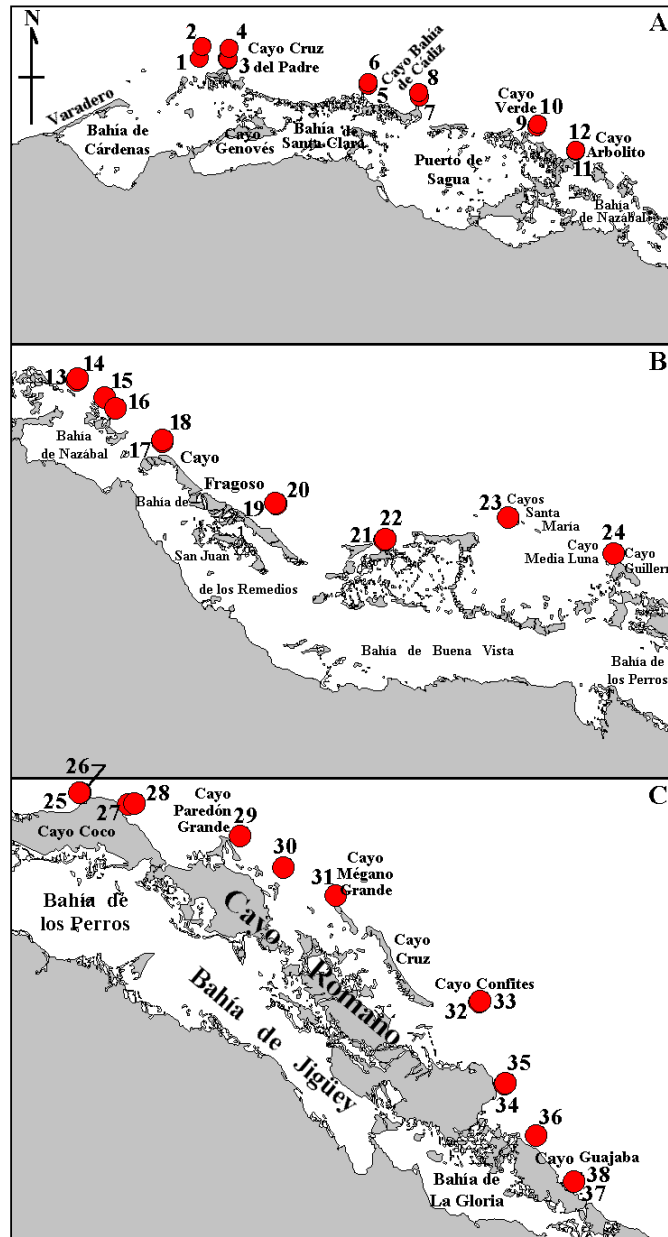 N
A
2
4
Cayo Cruz
del Padre
1
3
6
Cayo Bahía
de Cádiz
5
8
7
Cayo
Verde
10
9
12
Cayo
Arbolito
11
Varadero
Bahía de
Cárdenas
Cayo
Genovés
Bahía
de
Santa Clara
Puerto de
Sagua
Bahía
de Nazábal
B
13
14
15
16
Bahía
de Nazábal
17
18
Cayo
Fragoso
19
20
Bahía de
San Juan
de los Remedios
21
22
23
Cayos
Santa
María
24
Cayo
Media Luna
Cayo
Guillerm
Bahía de Buena Vista
Bahía de
los Perros
C
26
25
27
28
Cayo Coco
Cayo
Paredón
Grande
29
30
31
Cayo
Mégano
Grande
Bahía de
los Perros
Cayo
Romano
Cayo
Cruz
Cayo Confites
32
33
Bahía de Jigüey
35
34
36
Cayo Guajaba
38
37
Bahía de
La Gloria